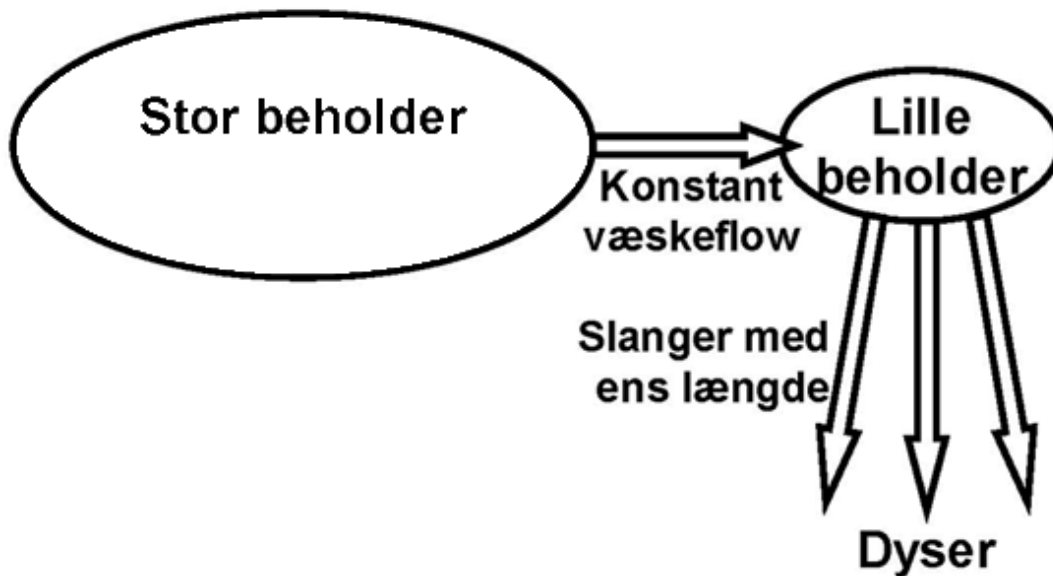 Stor beholder
Lille
beholder
Konstant
væskeflow
Slanger med
ens længde
Dyser